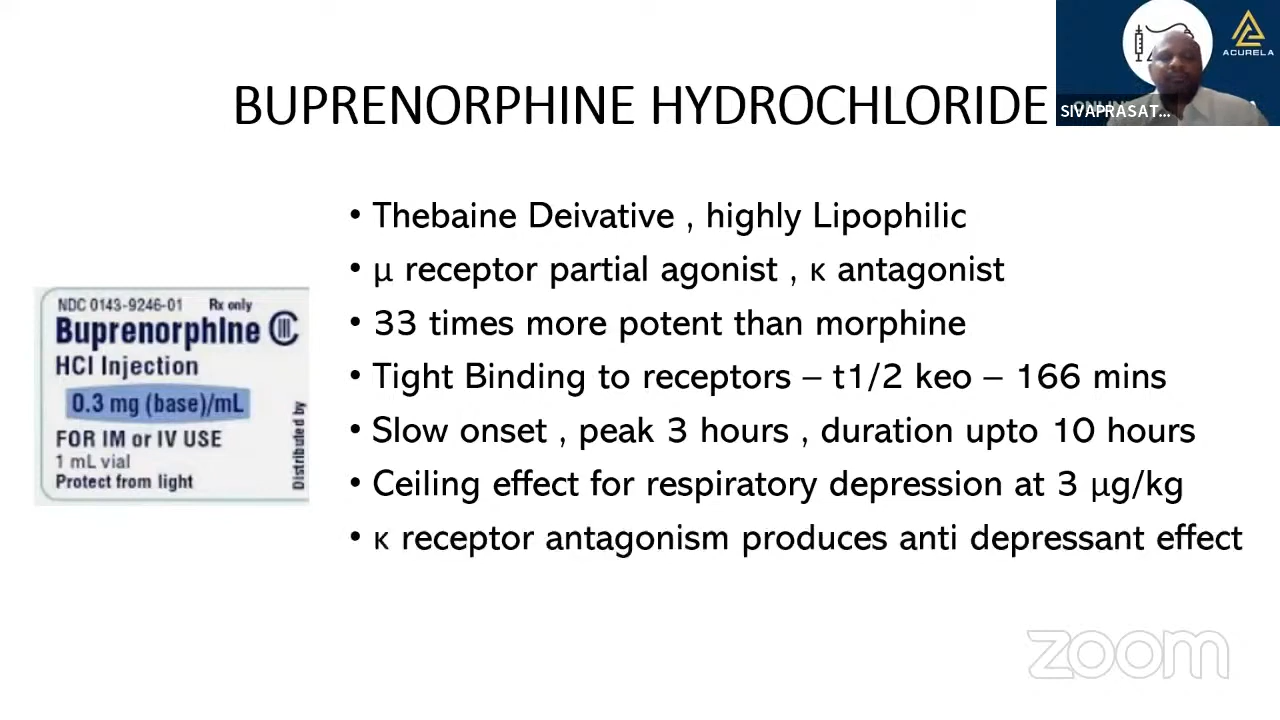 ACURELA
SIVAPRASAT...
BUPRENORPHINE HYDROCHLORIDE
• Thebaine Deivative , highly Lipophilic
• µ receptor partial agonist , κ antagonist
• 33 times more potent than morphine
• Tight Binding to receptors – t1/2 keo – 166 mins
• Slow onset , peak 3 hours , duration upto 10 hours
• Ceiling effect for respiratory depression at 3 µg/kg
• κ receptor antagonism produces anti depressant effect
NDC 0143-9246-01 Rx only
Buprenorphine CIII
HCl Injection
0.3 mg (base)/mL
FOR IM or IV USE
1 mL vial
Protect from light
Distributed by
zoom